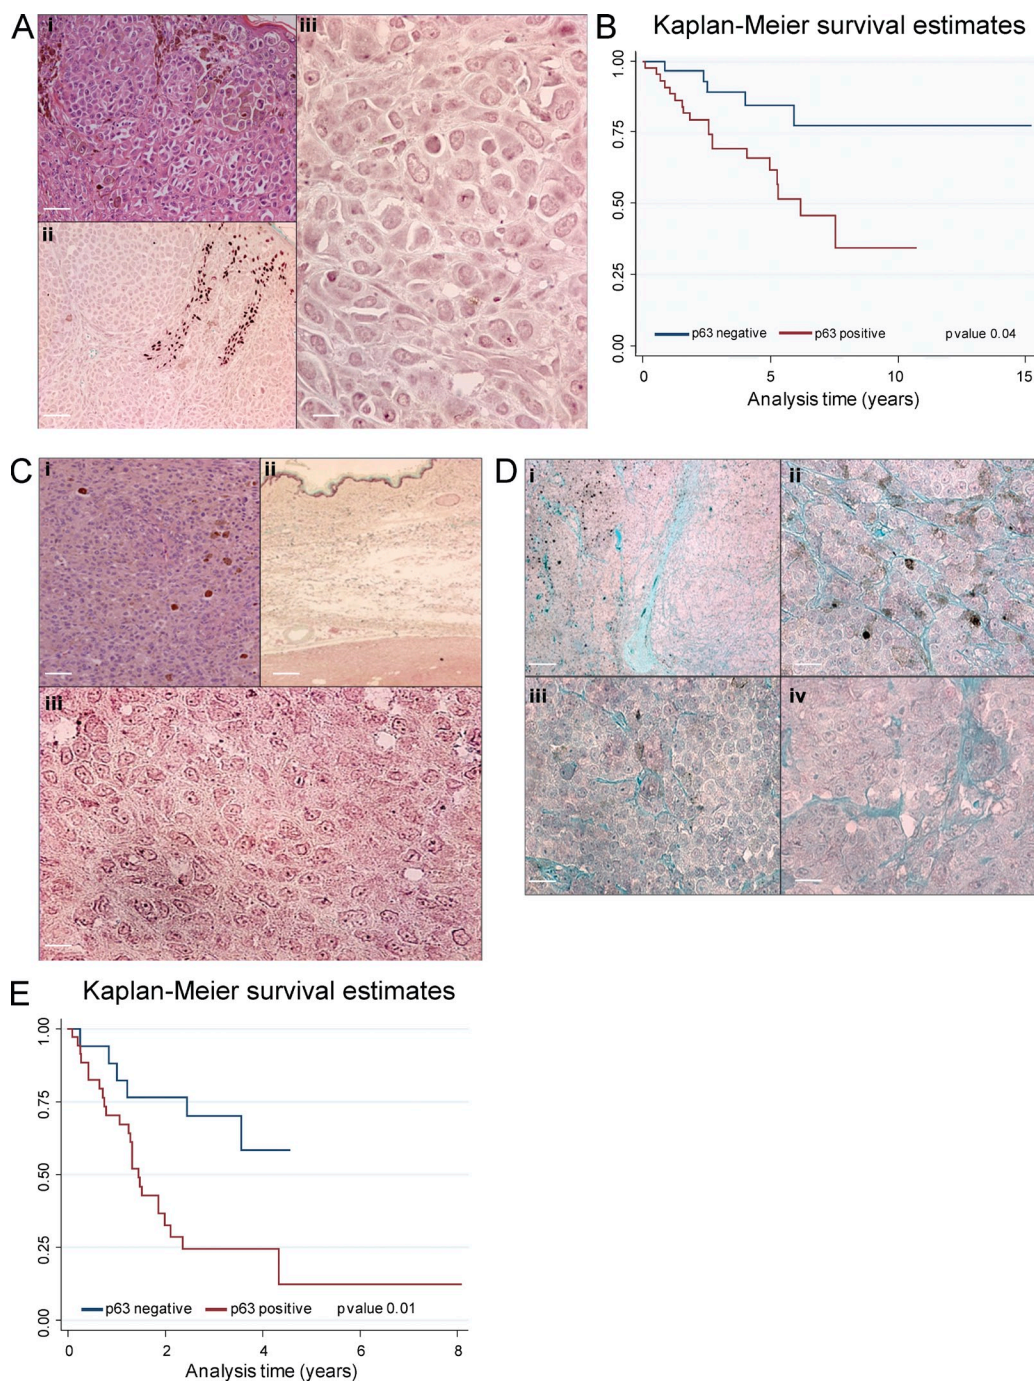 A
i
ii
iii
B
Kaplan-Meier survival estimates
1.00
0.75
0.50
0.25
0.00
0 5 10 15
p63 negative p63 positive pvalue 0.04
Analysis time (years)
C
i
ii
iii
D
i
ii
iii
iv
E
Kaplan-Meier survival estimates
1.00
0.75
0.50
0.25
0.00
p63 negative p63 positive pvalue 0.01
0 2 4 6 8
Analysis time (years)